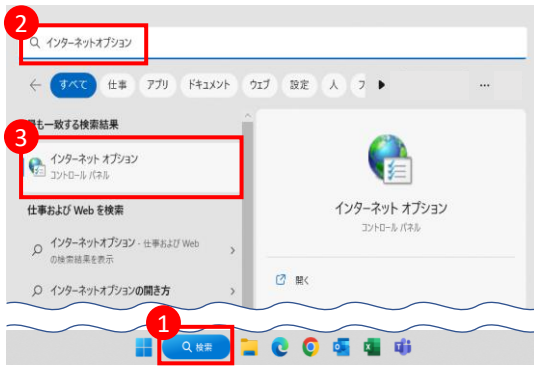 2
インターネットオプション
すべて 仕事 アプリ ドキュメント ウェブ 設定 人 フ ...
も一致する検索結果
3
インターネット オプション
コントロール パネル
インターネット オプション
コントロール パネル
仕事および Web を検索
インターネットオプション - 仕事および Web
の検索結果を表示
開く
インターネットオプションの開き方
1
検索